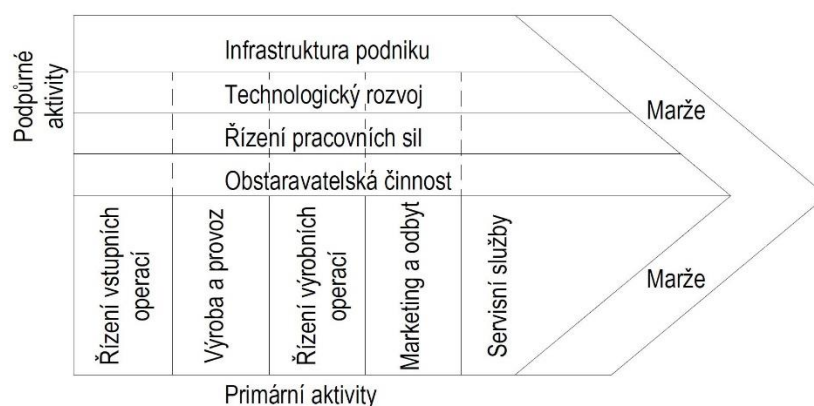 Podpůrné
aktivity
Infrastruktura podniku
Technologický rozvoj
Řízení pracovních sil
Obstaravatelská činnost
Marže
Řízení vstupních
operací
Výroba a provoz
Řízení výrobních
operací
Marketing a odbyt
Servisní služby
Marže
Primární aktivity